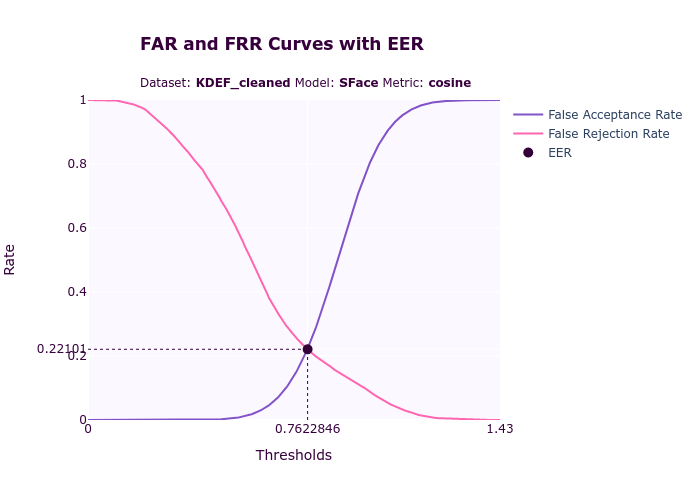 FAR and FRR Curves with EER
Dataset: KDEF_cleaned Model: SFace Metric: cosine
False Acceptance Rate
False Rejection Rate
EER
Rate
1
0.8
0.6
0.4
0.22101
0.2
0
0
0.7622846
1.43
Thresholds